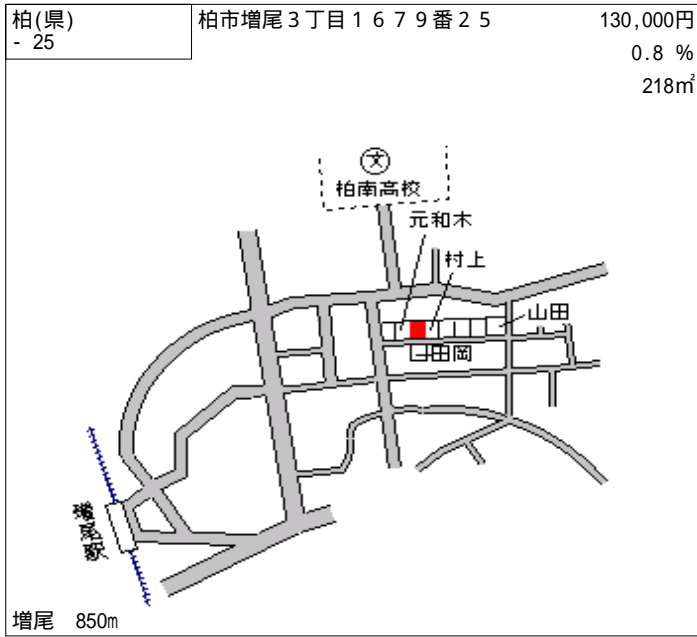 柏(県)
- 25
柏市増尾３丁目１６７９番２５
130,000円
0.8 %
218㎡
文
柏南高校
元和木
村上
山田
田岡
増尾駅
増尾 850m